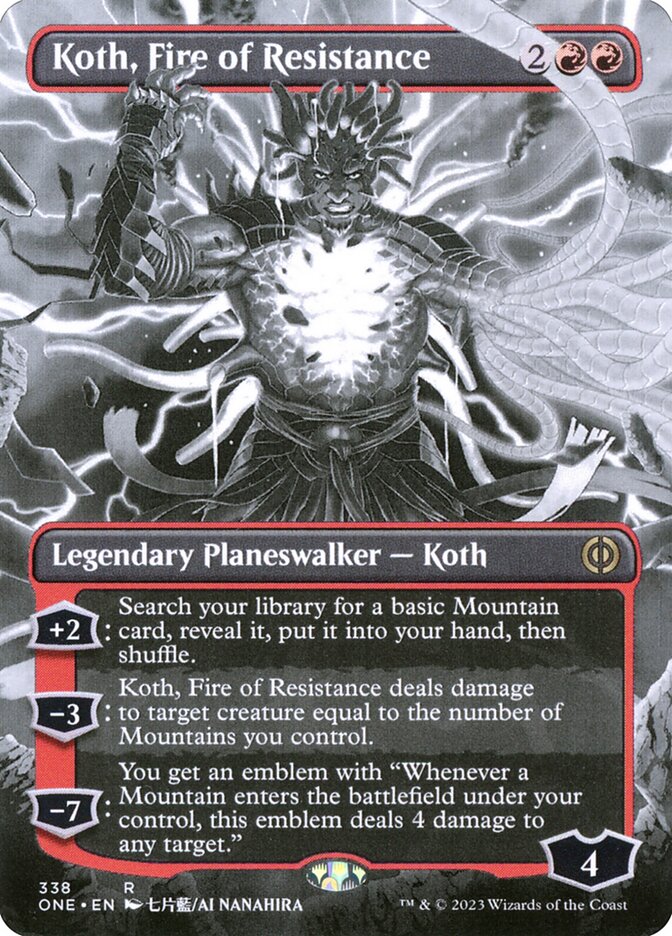 Koth, Fire of Resistance 2
Legendary Planeswalker — Koth
+2: Search your library for a basic Mountain
card, reveal it, put it into your hand, then
shuffle.
−3: Koth, Fire of Resistance deals damage
to target creature equal to the number of
Mountains you control.
−7: You get an emblem with “Whenever a
Mountain enters the battlefield under your
control, this emblem deals 4 damage to
any target.”
4
338 R
ONE • EN 七片藍/AI NANAHIRA ™ & © 2023 Wizards of the Coast